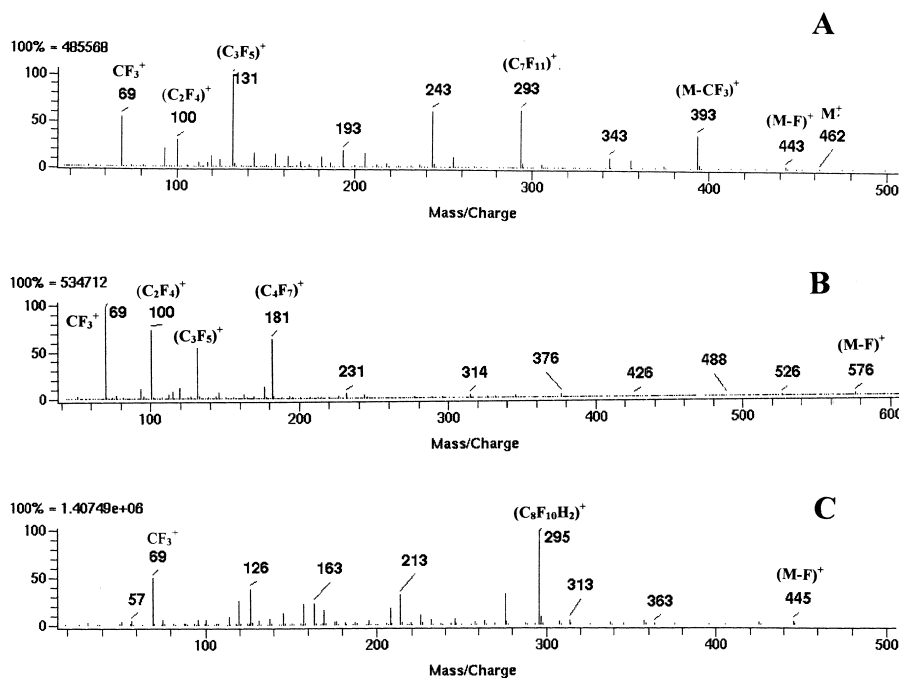 A
100% = 485568
(C₃F₅)⁺
CF₃⁺
(C₂F₄)⁺
(C₇F₁₁)⁺
(M-CF₃)⁺
(M-F)⁺
M⁺·
100
50
0
69
100
131
193
243
293
343
393
443
462
100 200 300 400 500
Mass/Charge
B
100% = 534712
(C₂F₄)⁺
(C₄F₇)⁺
CF₃⁺
(C₃F₅)⁺
(M-F)⁺
100
50
0
69
100
181
231
314
376
426
488
526
576
100 200 300 400 500 600
Mass/Charge
C
100% = 1.40749e+06
(C₈F₁₀H₂)⁺
CF₃⁺
(M-F)⁺
100
50
0
57
69
126
163
213
295
313
363
445
100 200 300 400 500
Mass/Charge